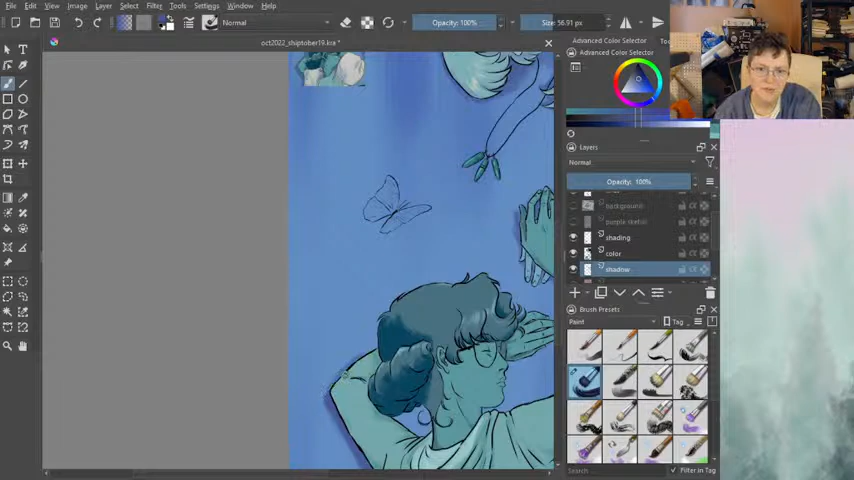 File Edit View Image Layer Select Filter Tools Settings Window Help
Normal
Opacity: 100%
Size: 56.91 px
oct2022_shiptober19.kra *
Advanced Color Selector
Advanced Color Selector
Layers
Normal
Opacity: 100%
background
purple sketch
shading
color
shadow
Brush Presets
Paint
Tag
Search
Filter in Tag